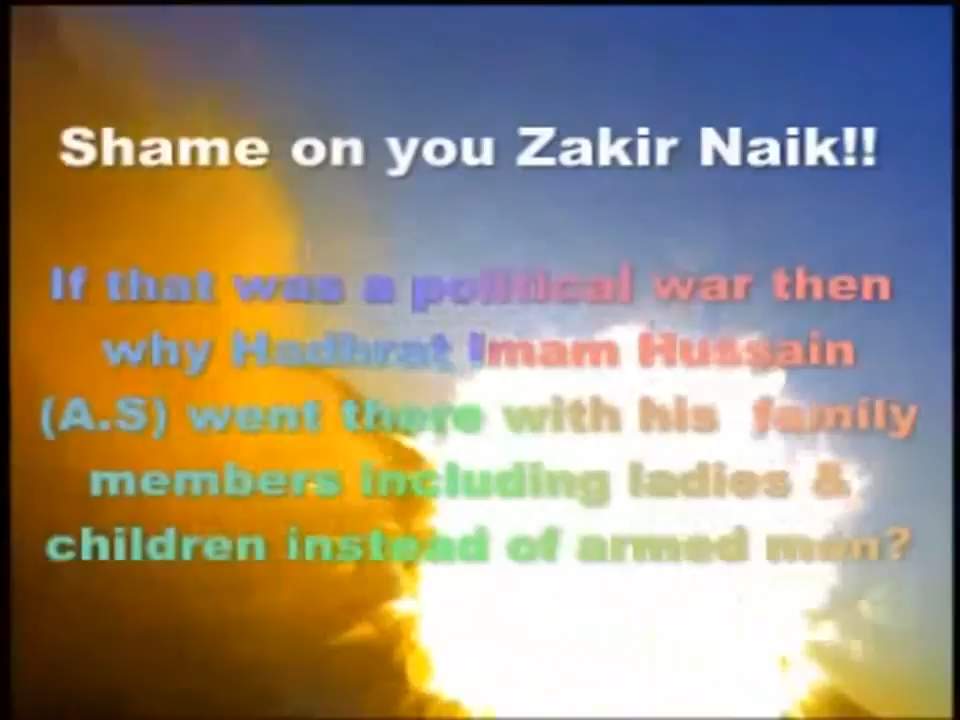 Shame on you Zakir Naik!!
If that was a political war then
why Hadhrat Imam Hussain
(A.S) went there with his family
members including ladies &
children instead of armed men?